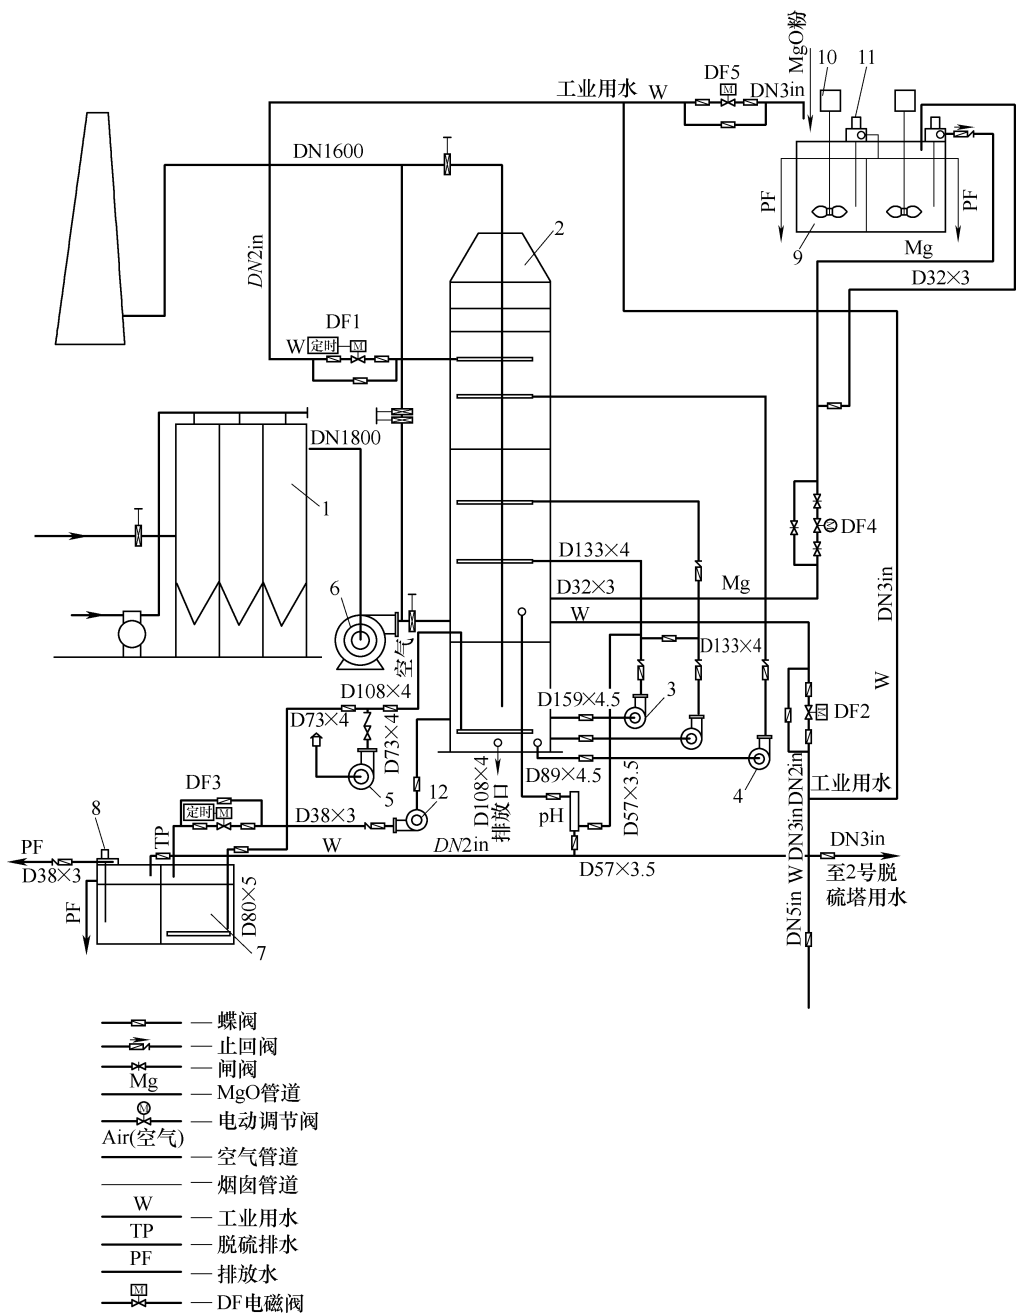 MgO粉
10
11
DF5
M
工业用水
W
DN3in
DN1600
PF
PF
9
Mg
D32×3
DN2in
2
DF1
W
定时
M
DN1800
1
DF4
M
D133×4
D32×3
Mg
W
DN3in
W
6
空气
D133×4
D108×4
D73×4
D73×4
D159×4.5
3
DF2
M
5
D89×4.5
4
D108×4
排放口
D57×3.5
DN2in
工业用水
DF3
定时
M
8
TP
D38×3
12
pH
DN3in
PF
D38×3
W
DN2in
D57×3.5
W
DN3in
至2号脱
硫塔用水
PF
D80×5
DN5in
7
蝶阀
止回阀
闸阀
Mg
MgO管道
M
电动调节阀
Air(空气)
空气管道
烟囱管道
W
工业用水
TP
脱硫排水
PF
排放水
M
DF电磁阀